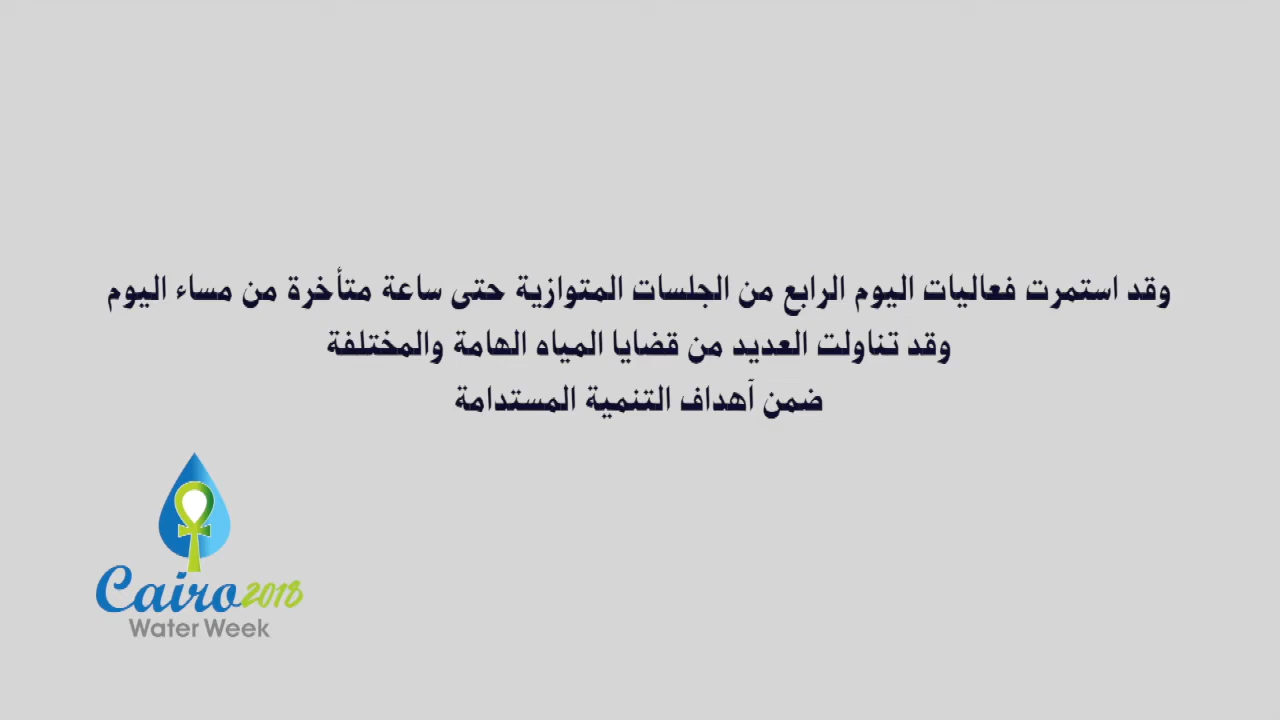 وقد استمرت فعاليات اليوم الرابع من الجلسات المتوازية حتى ساعة متأخرة من مساء اليوم
وقد تناولت العديد من قضايا المياه الهامة والمختلفة
ضمن آهداف التنمية المستدامة
Cairo 2018
Water Week